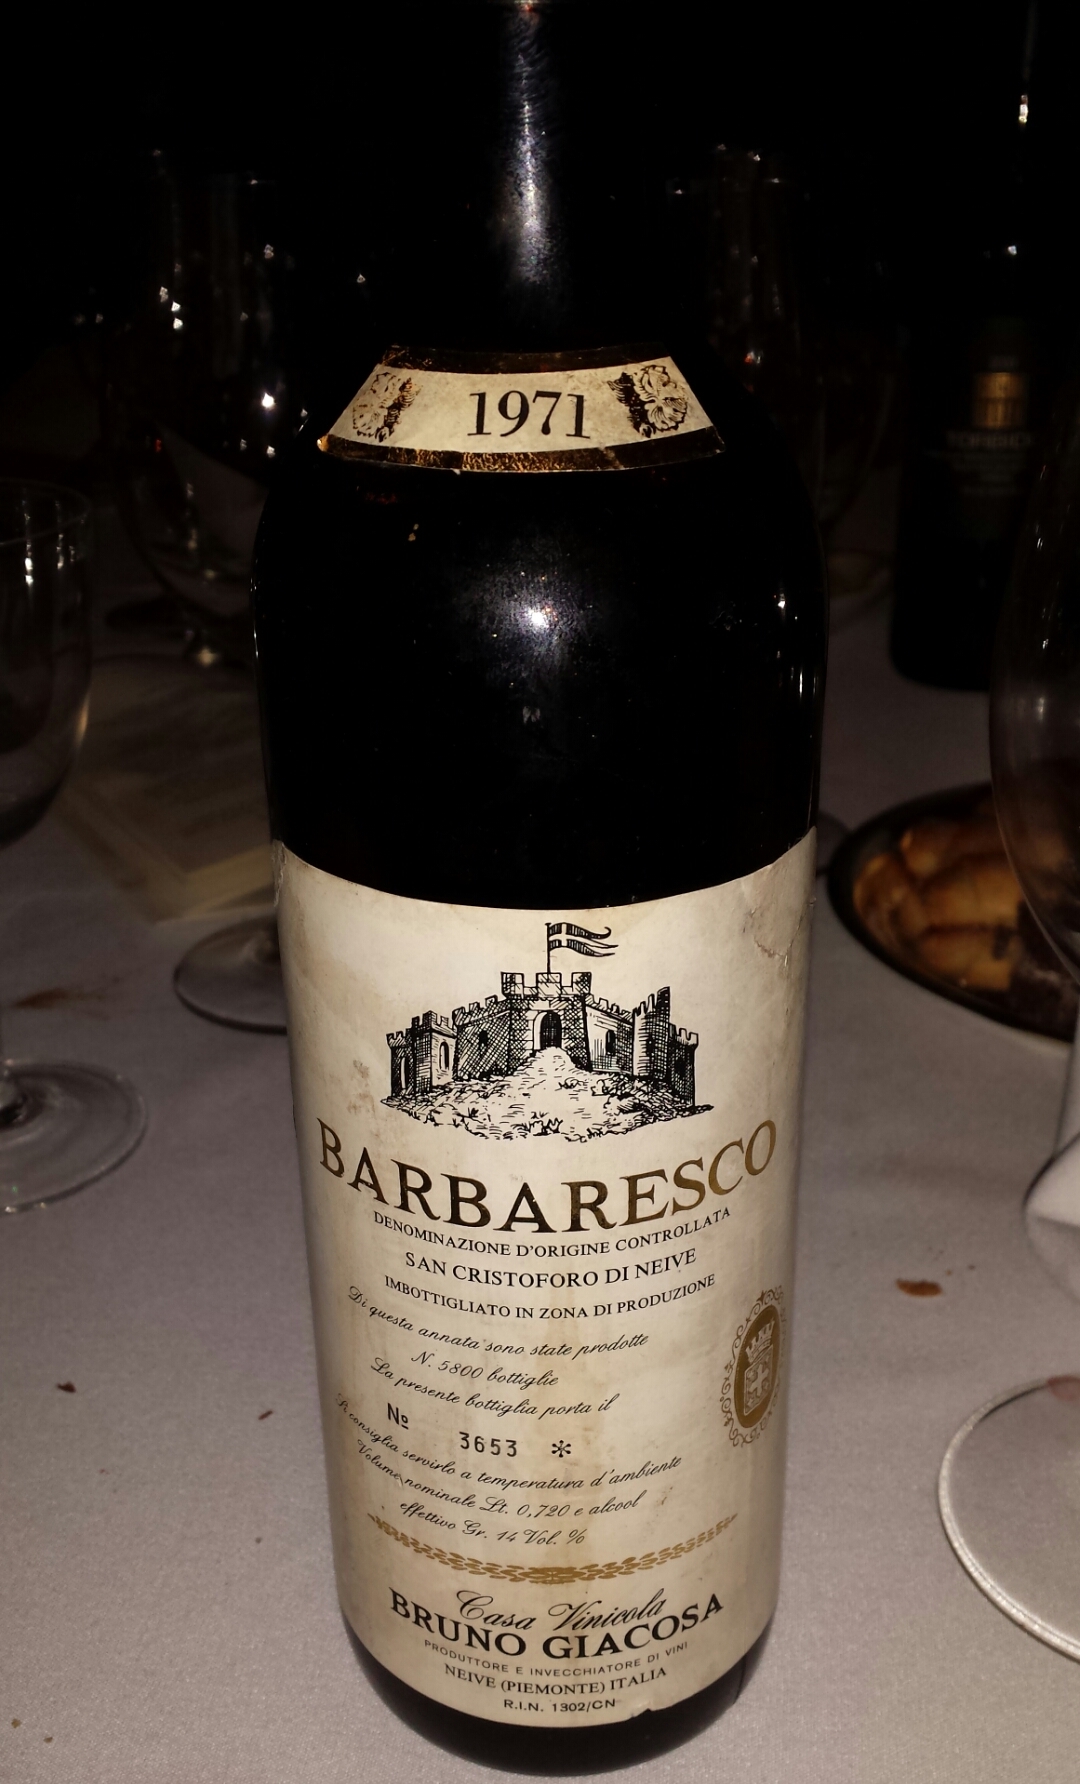 1971
BARBARESCO
DENOMINAZIONE D'ORIGINE CONTROLLATA
SAN CRISTOFORO DI NEIVE
IMBOTTIGLIATO IN ZONA DI PRODUZIONE
Di questa annata sono state prodotte
N. 5800 bottiglie
La presente bottiglia porta il
Nº 3653 *
Si consiglia servirlo a temperatura d'ambiente
Volume nominale Lt. 0,720 e alcool
effettivo Gr. 14 Vol. %
Casa Vinicola
BRUNO GIACOSA
PRODUTTORE E INVECCHIATORE DI VINI
NEIVE (PIEMONTE) ITALIA
R.I.N. 1302/CN